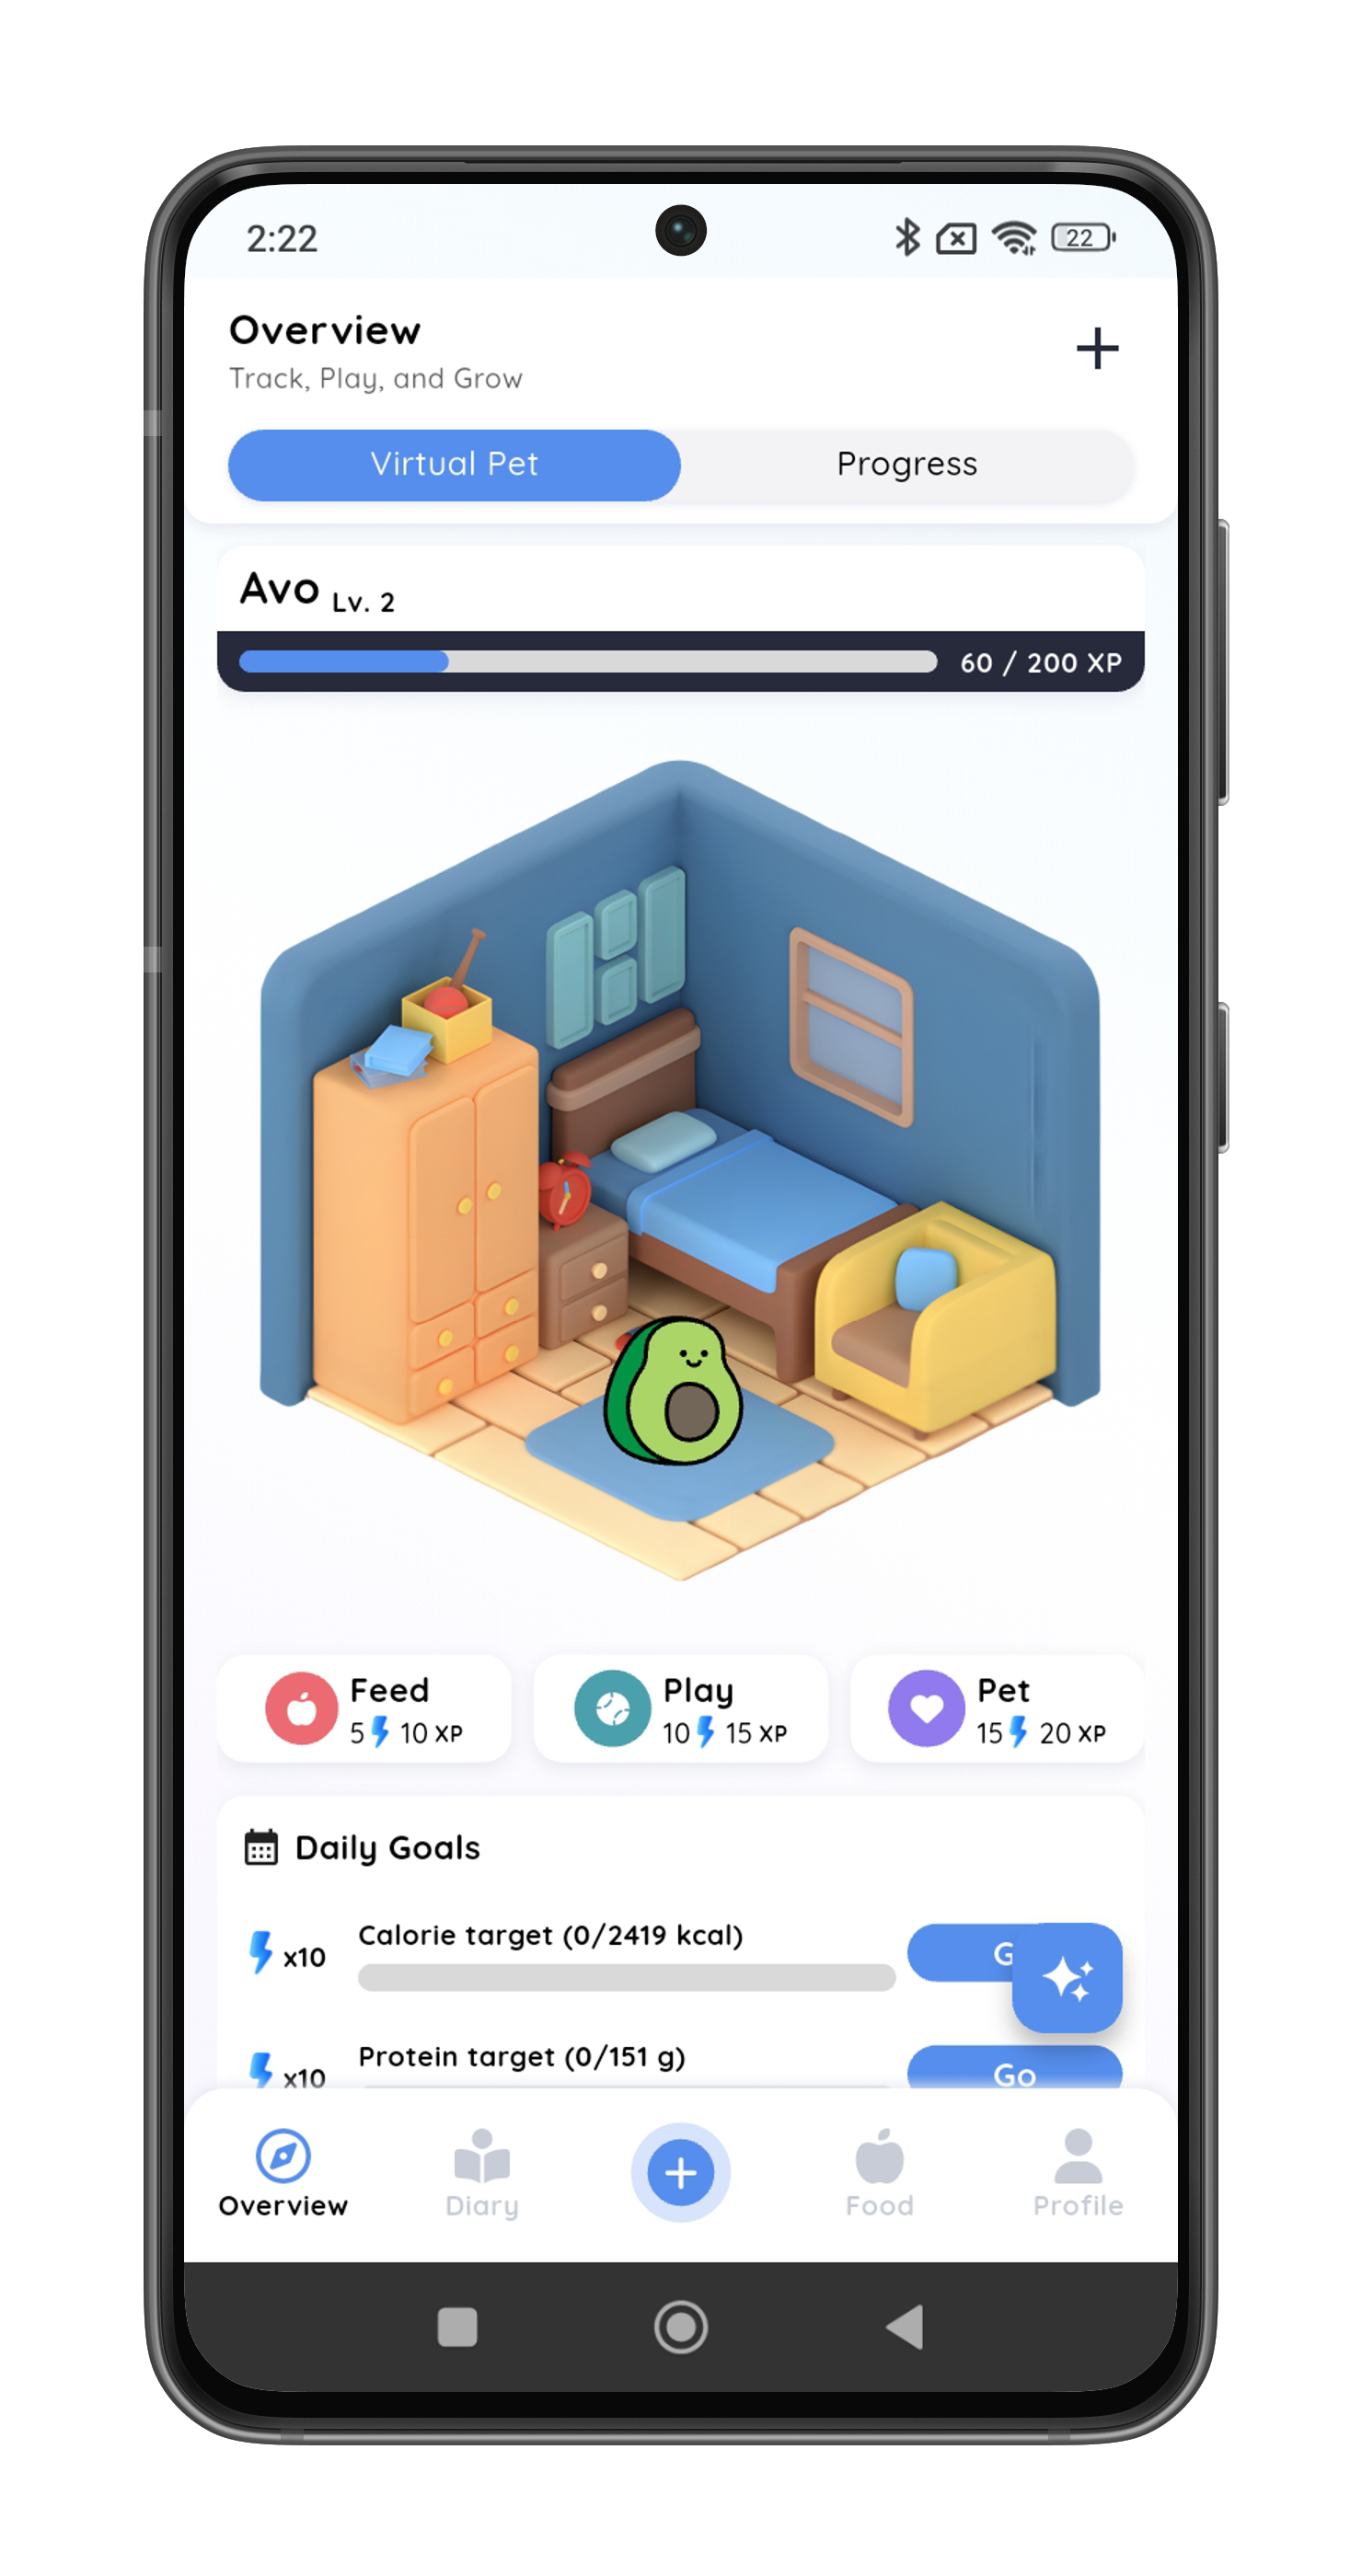 2:22
22
Overview
Track, Play, and Grow
Virtual Pet
Progress
Avo Lv. 2
60 / 200 XP
Feed
5 10 XP
Play
10 15 XP
Pet
15 20 XP
Daily Goals
x10
Calorie target (0/2419 kcal)
G
x10
Protein target (0/151 g)
Go
Overview
Diary
Food
Profile